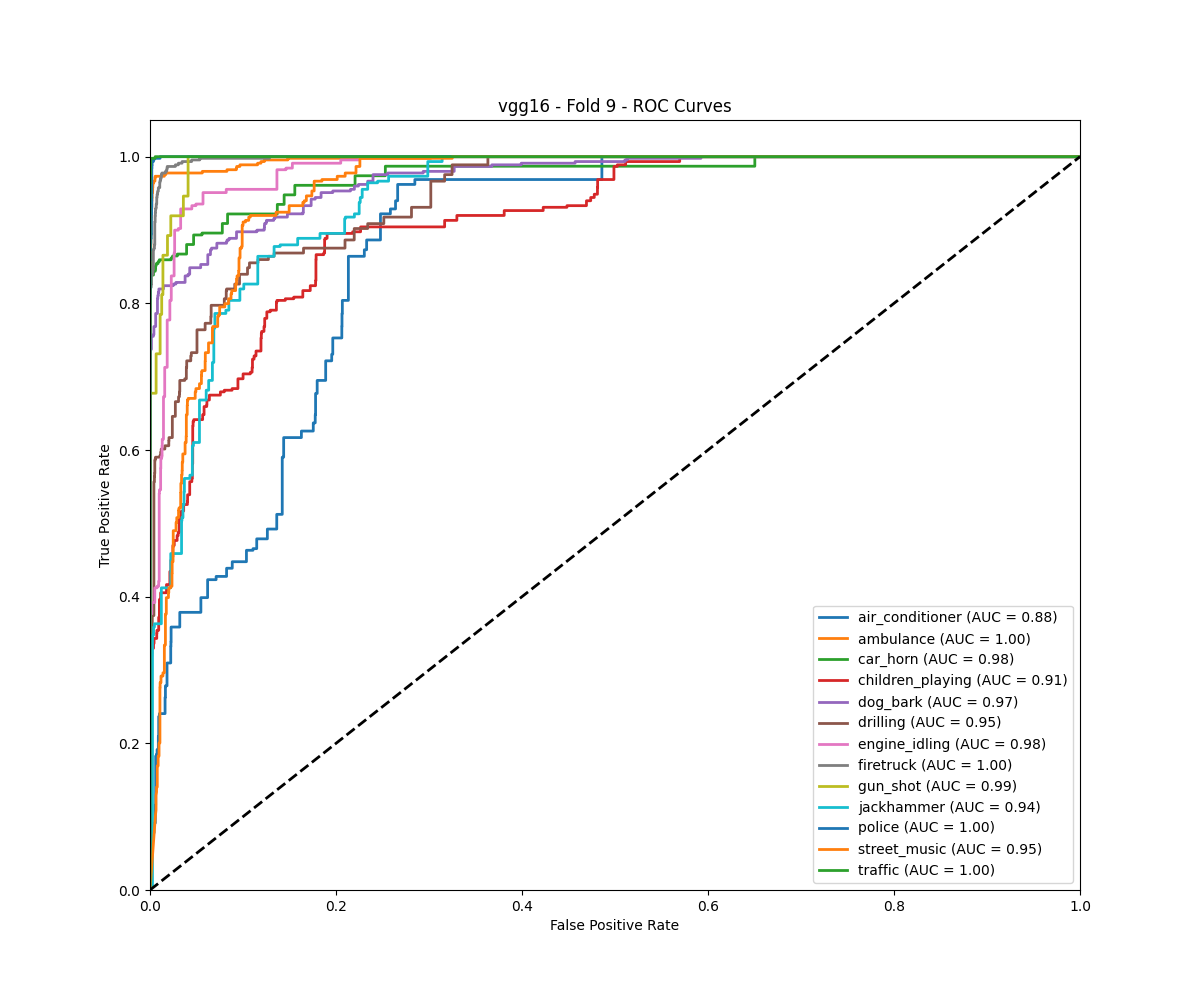 vgg16 - Fold 9 - ROC Curves
True Positive Rate
1.0
0.8
0.6
0.4
0.2
0.0
air_conditioner (AUC = 0.88)
ambulance (AUC = 1.00)
car_horn (AUC = 0.98)
children_playing (AUC = 0.91)
dog_bark (AUC = 0.97)
drilling (AUC = 0.95)
engine_idling (AUC = 0.98)
firetruck (AUC = 1.00)
gun_shot (AUC = 0.99)
jackhammer (AUC = 0.94)
police (AUC = 1.00)
street_music (AUC = 0.95)
traffic (AUC = 1.00)
0.0 0.2 0.4 0.6 0.8 1.0
False Positive Rate